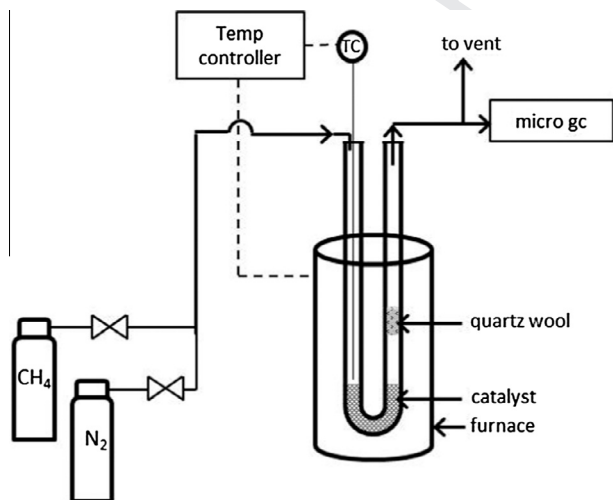 Temp
controller
TC
to vent
micro gc
quartz wool
CH₄
catalyst
furnace
N₂